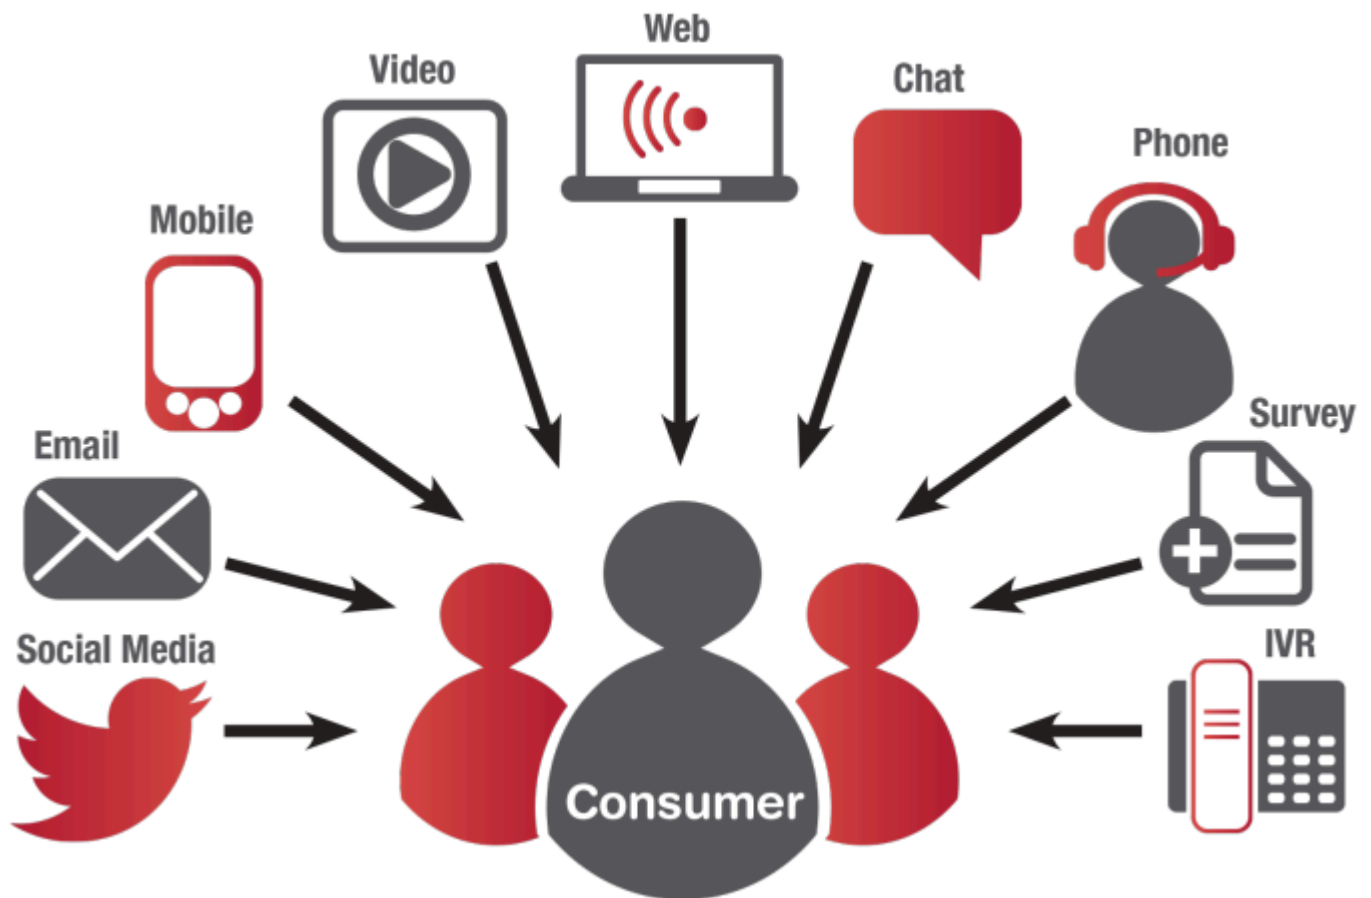 Web
Video
Chat
Phone
Mobile
Survey
Email
Social Media
IVR
Consumer